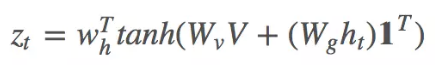 z_t = w_h^T tanh(W_v V + (W_g h_t) 𝟏^T)